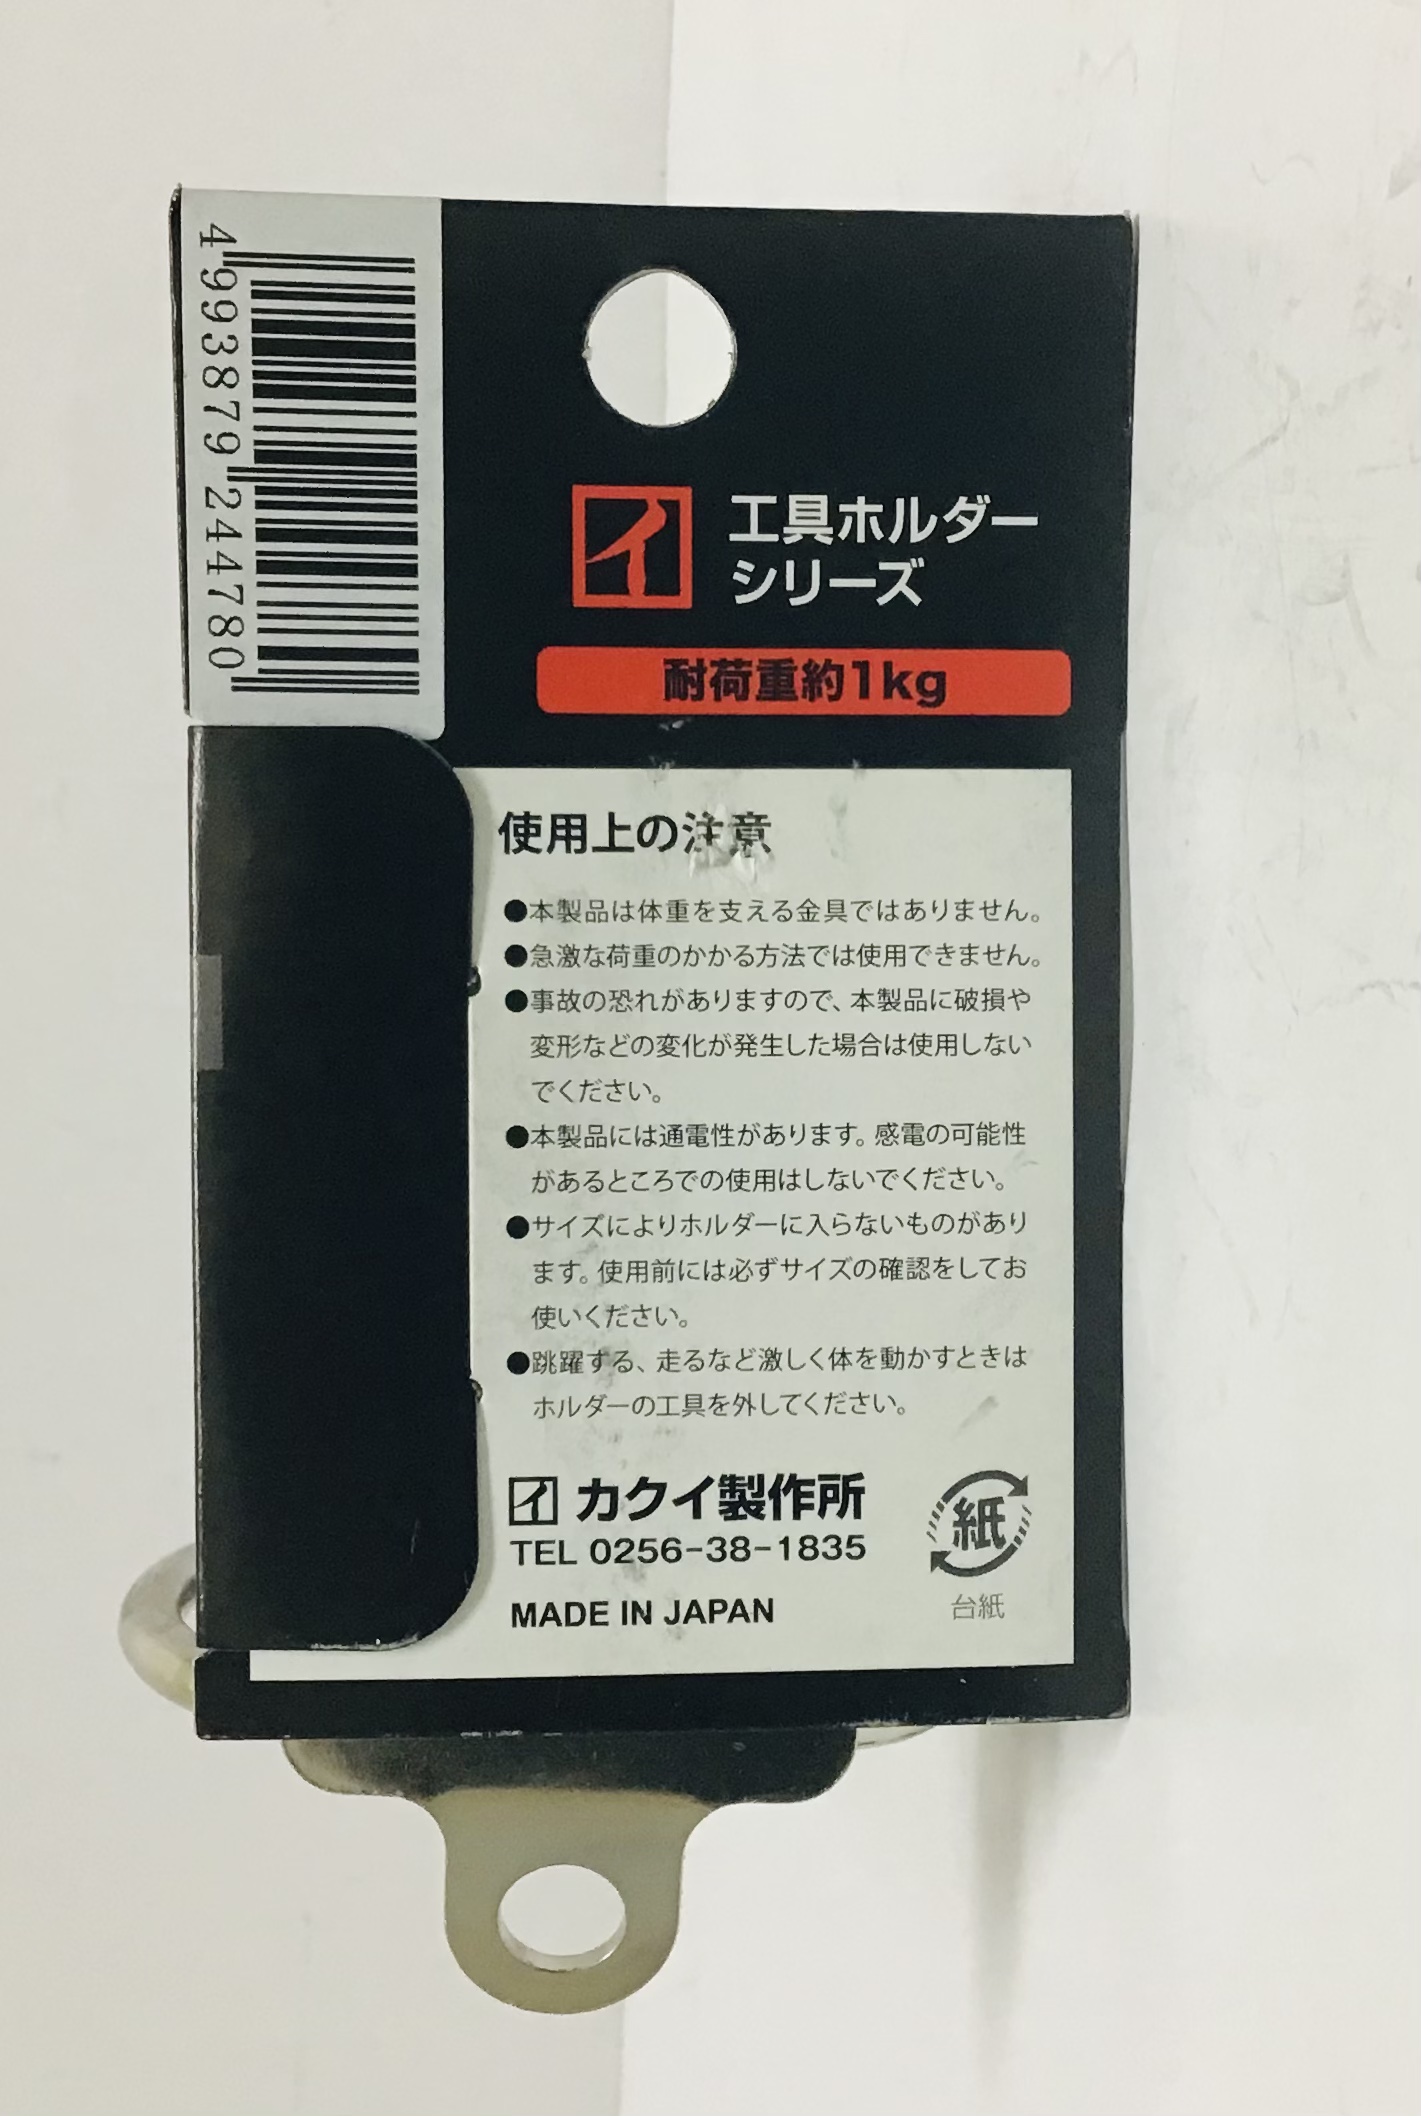 4993879244780
イ
工具ホルダー
シリーズ
耐荷重約1kg
使用上の注意
●本製品は体重を支える金具ではありません。
●急激な荷重のかかる方法では使用できません。
●事故の恐れがありますので、本製品に破損や
変形などの変化が発生した場合は使用しない
でください。
●本製品には通電性があります。感電の可能性
があるところでの使用はしないでください。
●サイズによりホルダーに入らないものがあり
ます。使用前には必ずサイズの確認をしてお
使いください。
●跳躍する、走るなど激しく体を動かすときは
ホルダーの工具を外してください。
イ カクイ製作所
TEL 0256-38-1835
MADE IN JAPAN
紙
台紙